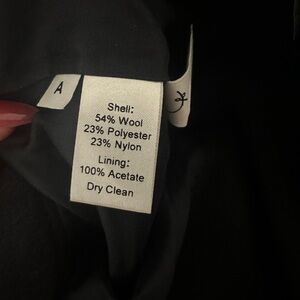 A
Shell:
54% Wool
23% Polyester
23% Nylon
Lining:
100% Acetate
Dry Clean